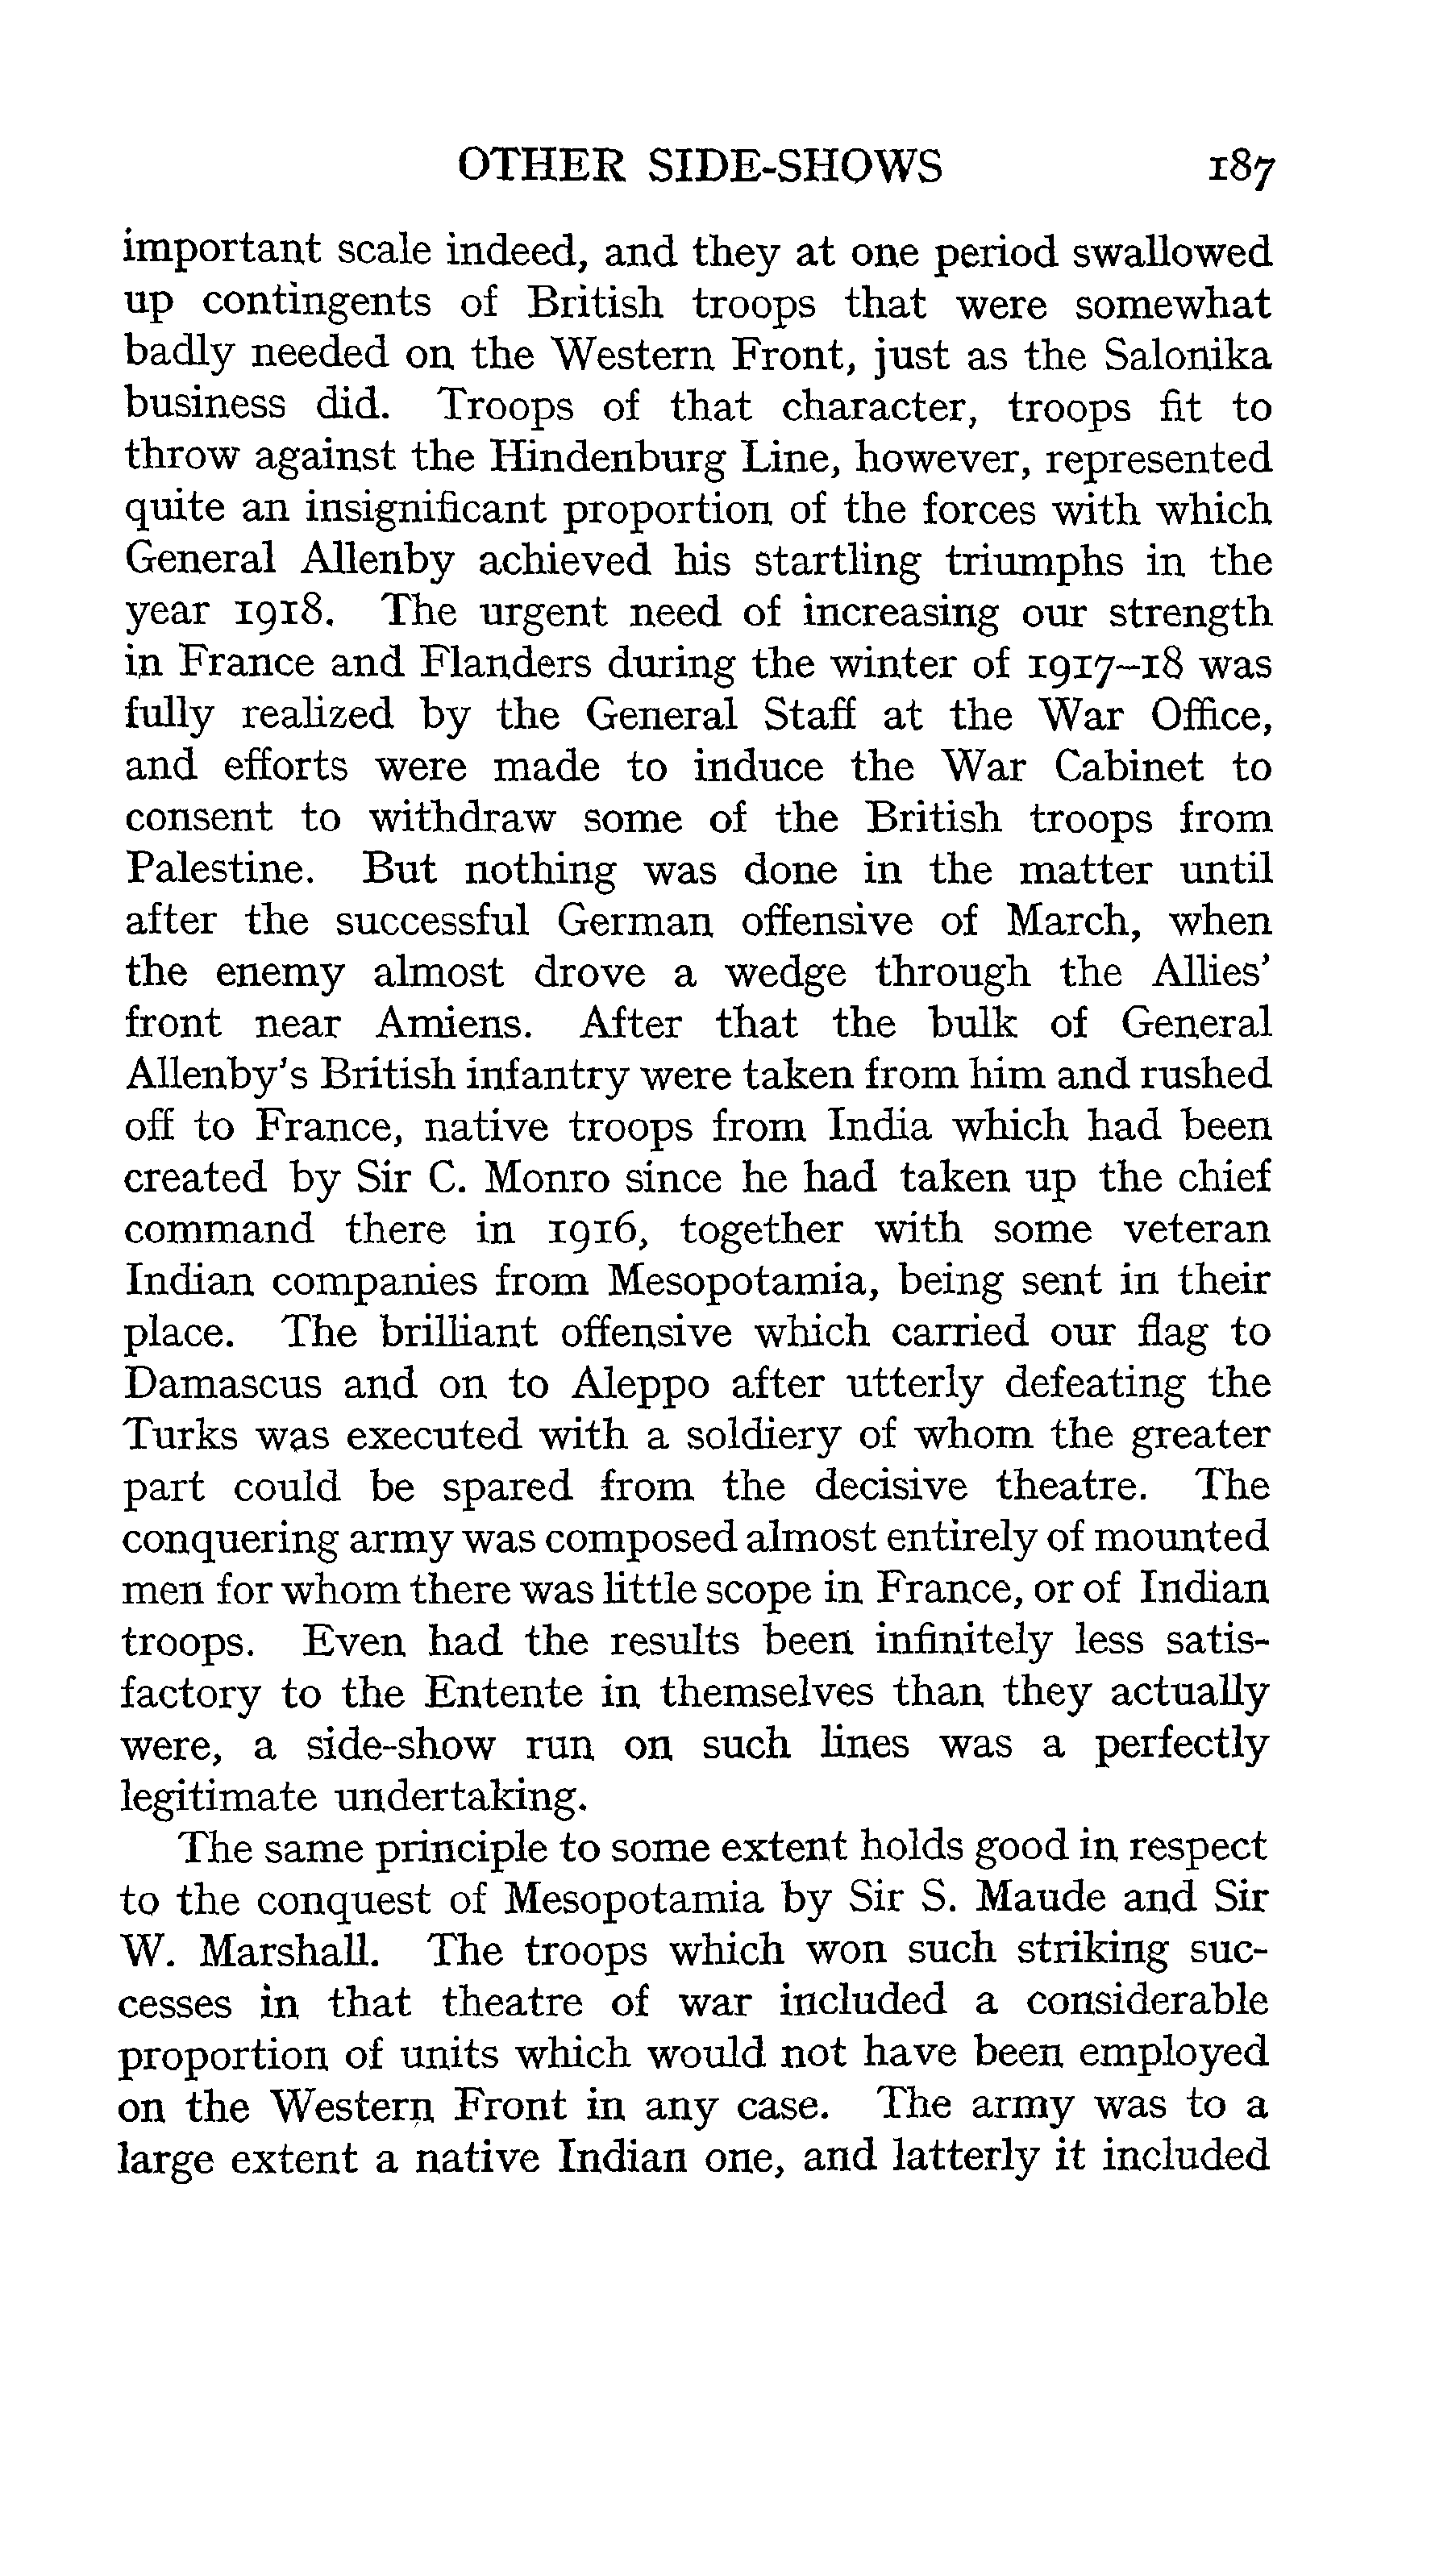 OTHER SIDE-SHOWS 187
important scale indeed, and they at one period swallowed
up contingents of British troops that were somewhat
badly needed on the Western Front, just as the Salonika
business did. Troops of that character, troops fit to
throw against the Hindenburg Line, however, represented
quite an insignificant proportion of the forces with which
General Allenby achieved his startling triumphs in the
year 1918. The urgent need of increasing our strength
in France and Flanders during the winter of 1917–18 was
fully realized by the General Staff at the War Office,
and efforts were made to induce the War Cabinet to
consent to withdraw some of the British troops from
Palestine. But nothing was done in the matter until
after the successful German offensive of March, when
the enemy almost drove a wedge through the Allies'
front near Amiens. After that the bulk of General
Allenby's British infantry were taken from him and rushed
off to France, native troops from India which had been
created by Sir C. Monro since he had taken up the chief
command there in 1916, together with some veteran
Indian companies from Mesopotamia, being sent in their
place. The brilliant offensive which carried our flag to
Damascus and on to Aleppo after utterly defeating the
Turks was executed with a soldiery of whom the greater
part could be spared from the decisive theatre. The
conquering army was composed almost entirely of mounted
men for whom there was little scope in France, or of Indian
troops. Even had the results been infinitely less satis-
factory to the Entente in themselves than they actually
were, a side-show run on such lines was a perfectly
legitimate undertaking.
The same principle to some extent holds good in respect
to the conquest of Mesopotamia by Sir S. Maude and Sir
W. Marshall. The troops which won such striking suc-
cesses in that theatre of war included a considerable
proportion of units which would not have been employed
on the Western Front in any case. The army was to a
large extent a native Indian one, and latterly it included